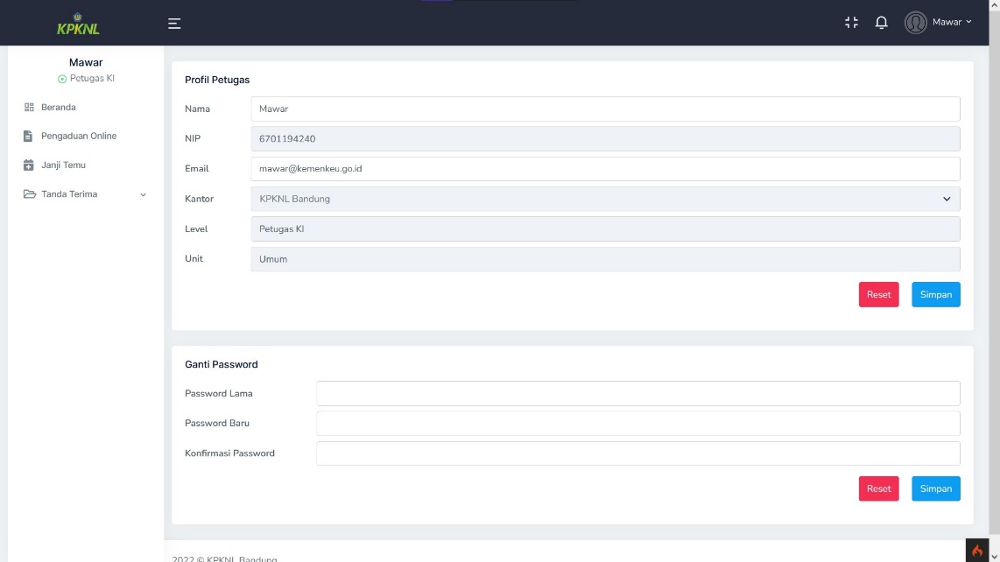 KPKNL
Mawar
Mawar
Petugas KI
Beranda
Pengaduan Online
Janji Temu
Tanda Terima
Profil Petugas
Nama
Mawar
NIP
6701194240
Email
mawar@kemenkeu.go.id
Kantor
KPKNL Bandung
Level
Petugas KI
Unit
Umum
Reset
Simpan
Ganti Password
Password Lama
Password Baru
Konfirmasi Password
Reset
Simpan
2022 © KPKNL Bandung